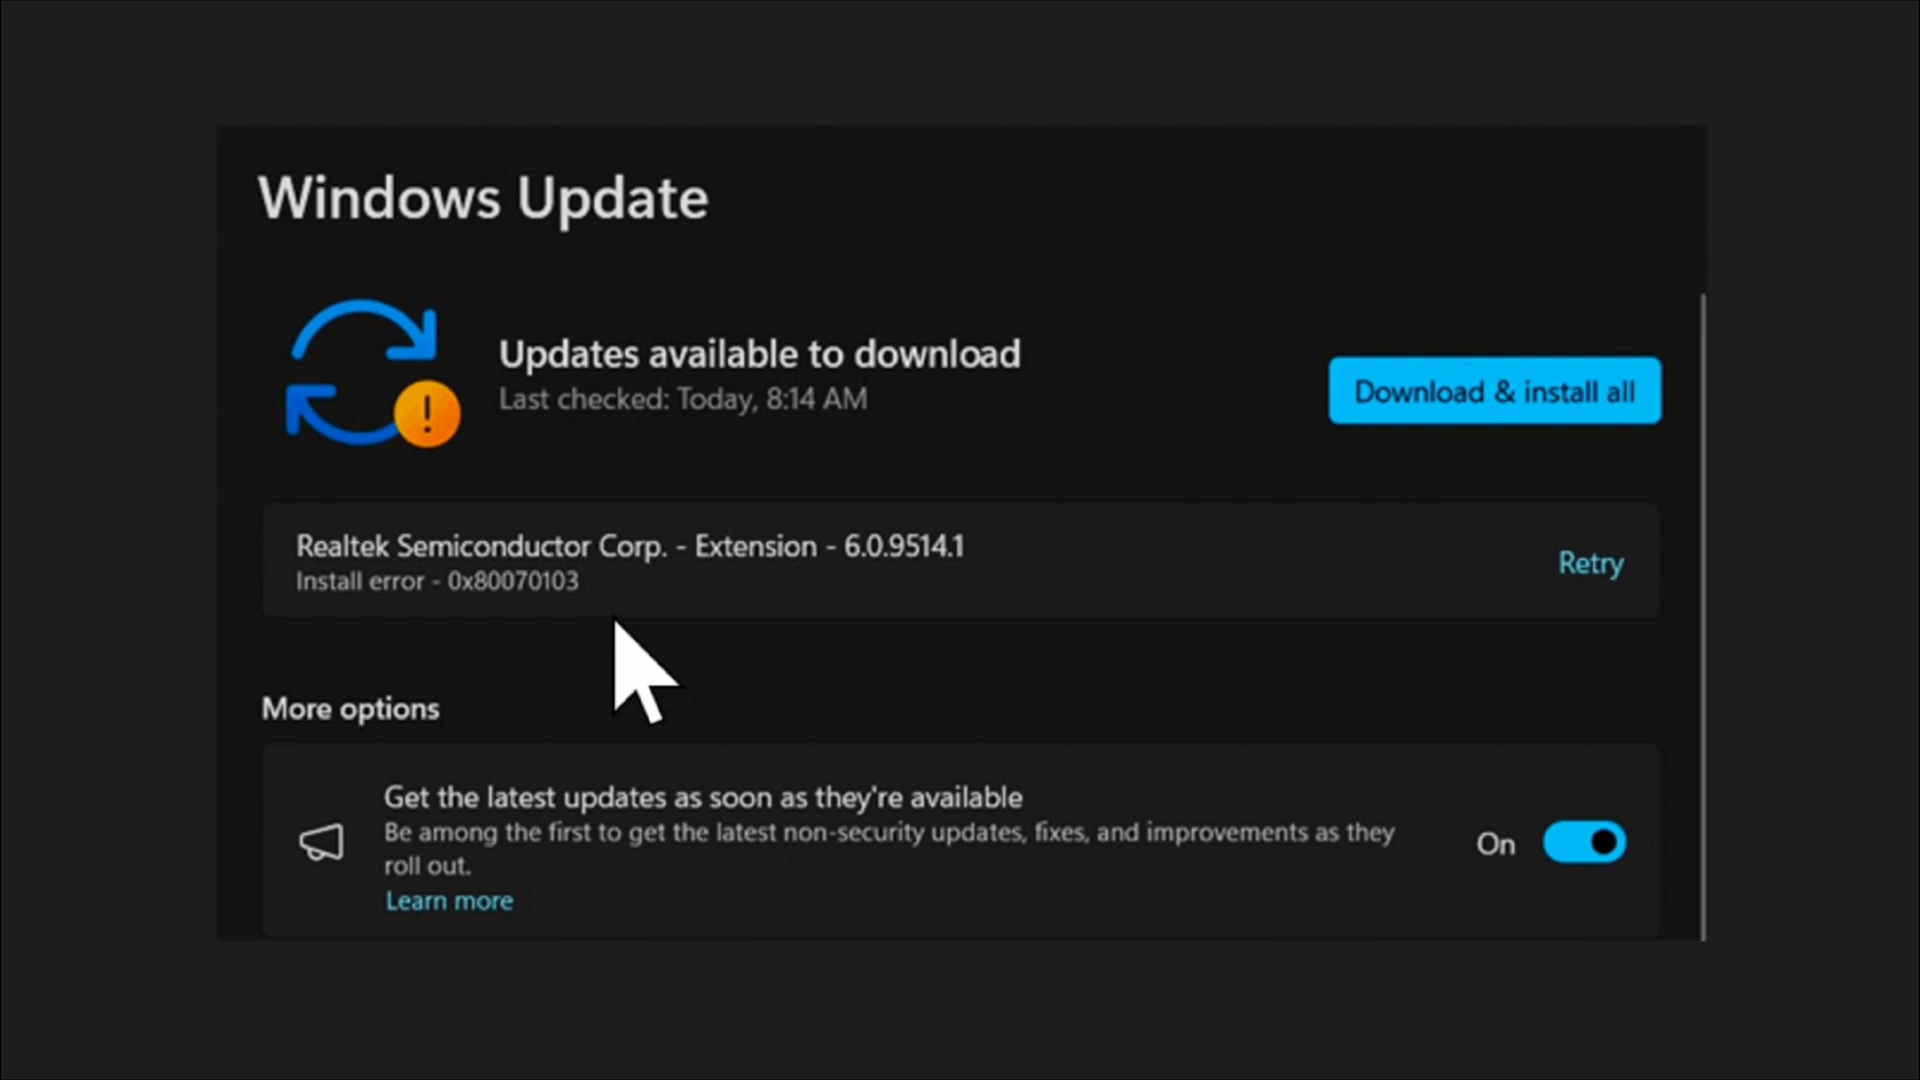 Windows Update
Updates available to download
Last checked: Today, 8:14 AM
Download & install all
Realtek Semiconductor Corp. - Extension - 6.0.9514.1
Install error - 0x80070103
Retry
More options
Get the latest updates as soon as they're available
Be among the first to get the latest non-security updates, fixes, and improvements as they
roll out.
Learn more
On